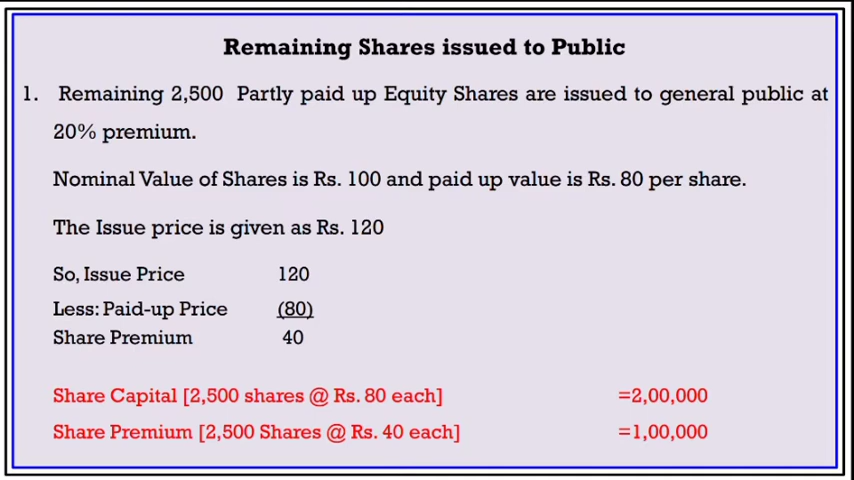 Remaining Shares issued to Public
1. Remaining 2,500 Partly paid up Equity Shares are issued to general public at
20% premium.
Nominal Value of Shares is Rs. 100 and paid up value is Rs. 80 per share.
The Issue price is given as Rs. 120
So, Issue Price 120
Less: Paid-up Price (80)
Share Premium 40
Share Capital [2,500 shares @ Rs. 80 each] =2,00,000
Share Premium [2,500 Shares @ Rs. 40 each] =1,00,000